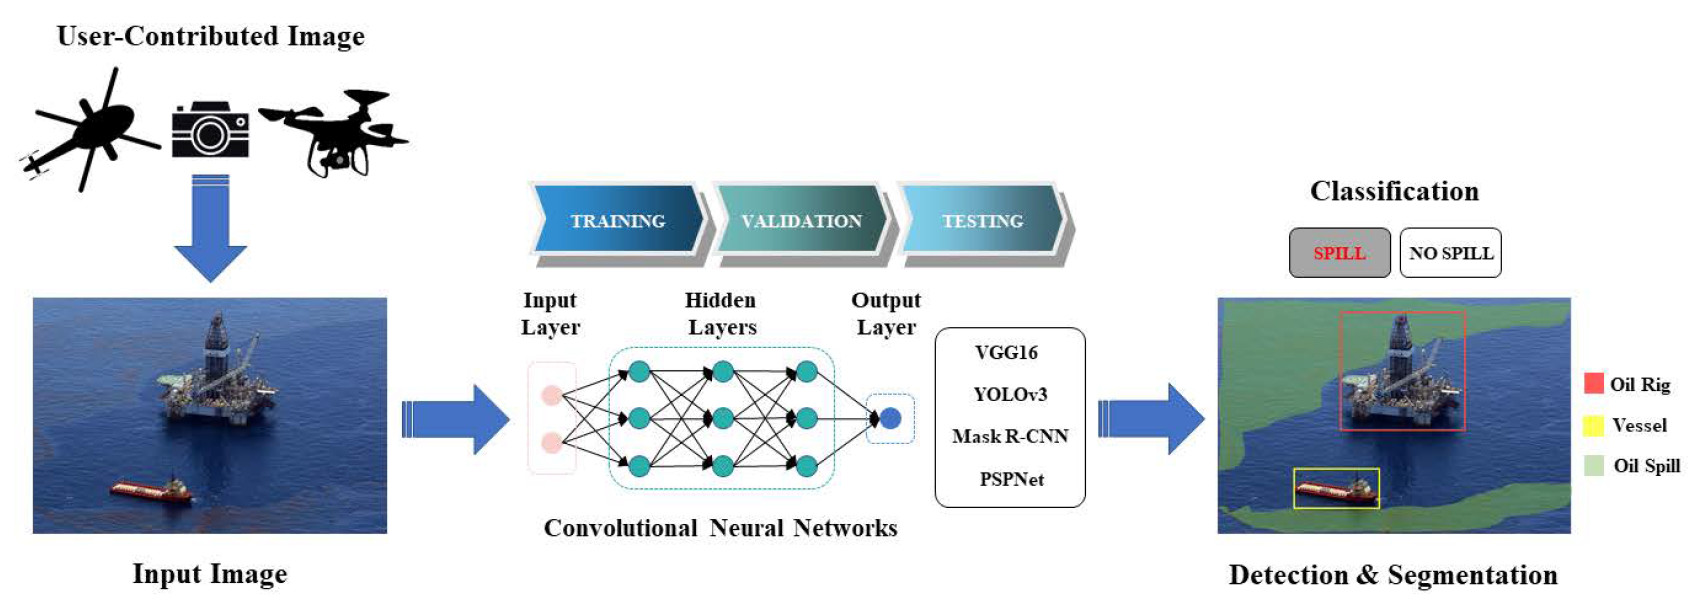 User-Contributed Image
Input Image
TRAINING
VALIDATION
TESTING
Input
Layer
Hidden
Layers
Output
Layer
VGG16
YOLOv3
Mask R-CNN
PSPNet
Convolutional Neural Networks
Classification
SPILL
NO SPILL
Oil Rig
Vessel
Oil Spill
Detection & Segmentation